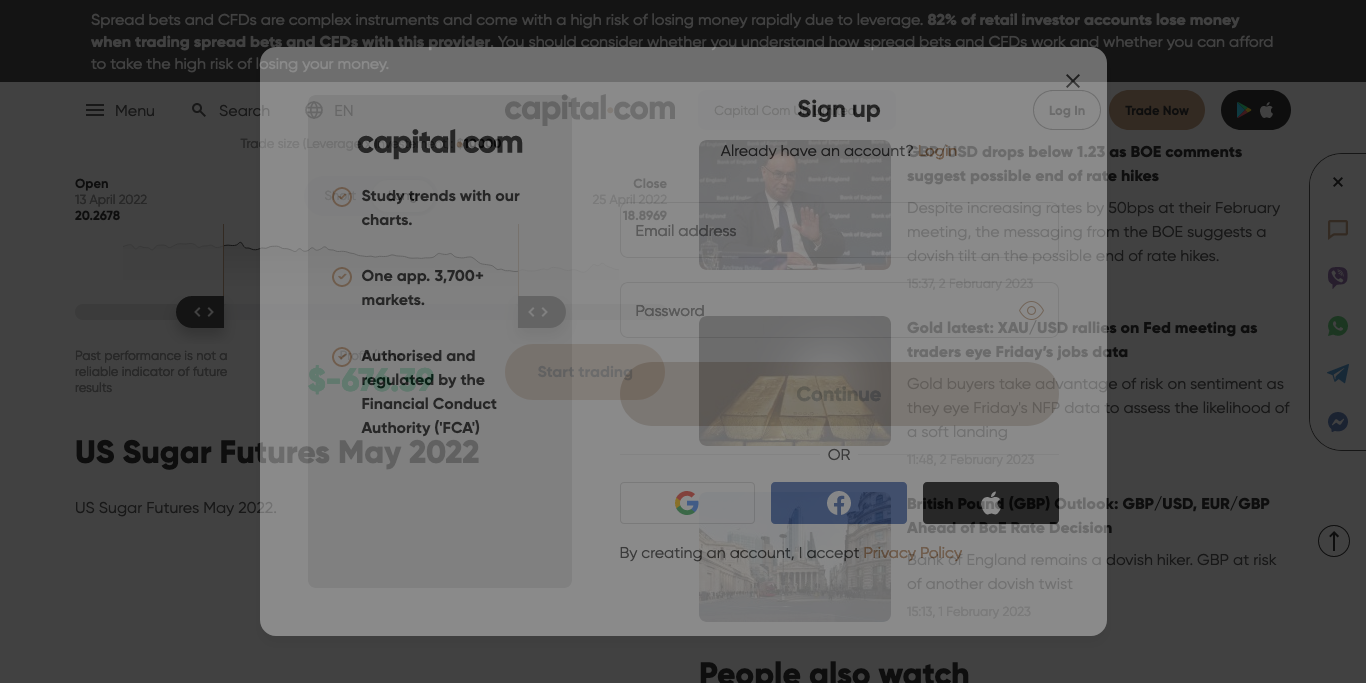 Spread bets and CFDs are complex instruments and come with a high risk of losing money rapidly due to leverage. 82% of retail investor accounts lose money
when trading spread bets and CFDs with this provider. You should consider whether you understand how spread bets and CFDs work and whether you can afford
to take the high risk of losing your money.
Menu
Search
EN
capital.com
Capital Com
Log In
Trade Now
Trade size (Leverage
Open
13 April 2022
20.2678
Close
25 April 2022
18.8969
Past performance is not a
reliable indicator of future
results
Start trading
US Sugar Futures May 2022
US Sugar Futures May 2022.
capital.com
Study trends with our
charts.
One app. 3,700+
markets.
Authorised and
regulated by the
Financial Conduct
Authority ('FCA')
Sign up
Already have an account? Login
Email address
Password
Continue
OR
By creating an account, I accept Privacy Policy
GBP/USD drops below 1.23 as BOE comments
suggest possible end of rate hikes
Despite increasing rates by 50bps at their February
meeting, the messaging from the BOE suggests a
dovish tilt an the possible end of rate hikes.
15:37, 2 February 2023
Gold latest: XAU/USD rallies on Fed meeting as
traders eye Friday's jobs data
Gold buyers take advantage of risk on sentiment as
they eye Friday's NFP data to assess the likelihood of
a soft landing
11:48, 2 February 2023
British Pound (GBP) Outlook: GBP/USD, EUR/GBP
Ahead of BoE Rate Decision
Bank of England remains a dovish hiker. GBP at risk
of another dovish twist
15:13, 1 February 2023
People also watch